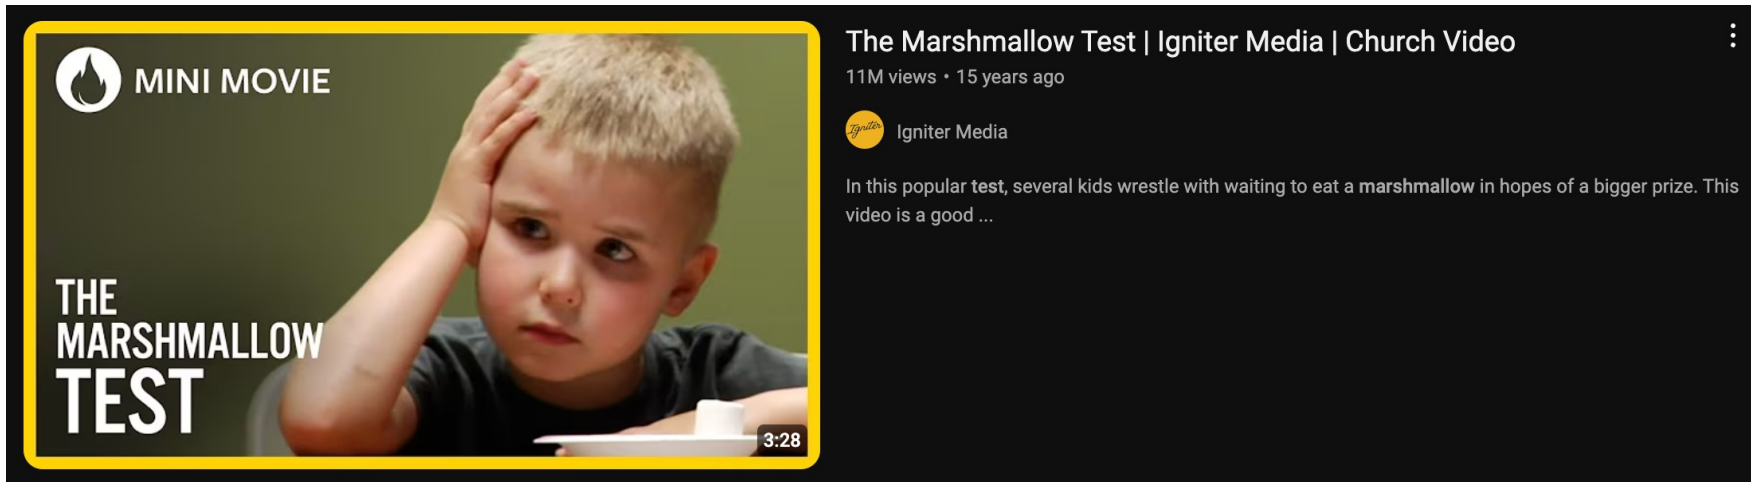 MINI MOVIE
THE
MARSHMALLOW
TEST
3:28
The Marshmallow Test | Igniter Media | Church Video
11M views • 15 years ago
Igniter
Igniter Media
In this popular test, several kids wrestle with waiting to eat a marshmallow in hopes of a bigger prize. This
video is a good ...